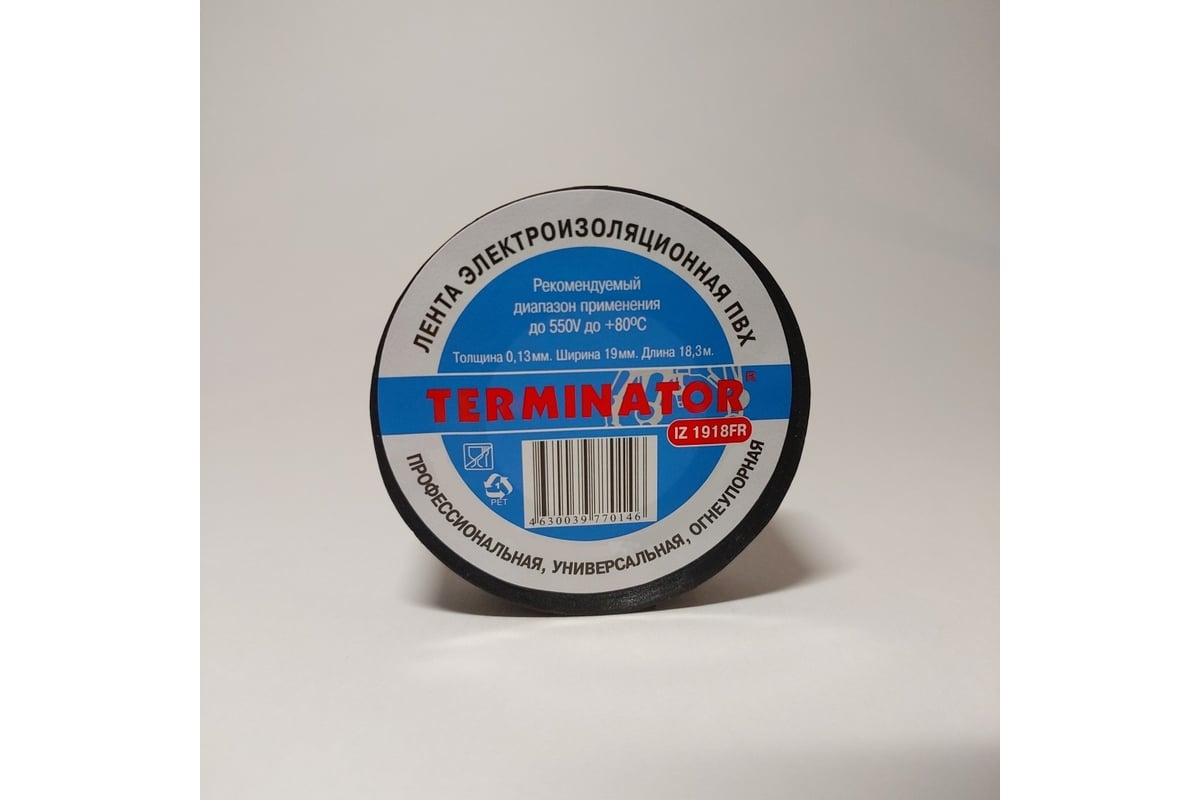 ЛЕНТА ЭЛЕКТРОИЗОЛЯЦИОННАЯ ПВХ
Рекомендуемый
диапазон применения
до 550V до +80ºC
Толщина 0,13мм. Ширина 19мм. Длина 18,3м.
TERMINATOR®
IZ 1918FR
PET
4630039770146
ПРОФЕССИОНАЛЬНАЯ, УНИВЕРСАЛЬНАЯ, ОГНЕУПОРНАЯ